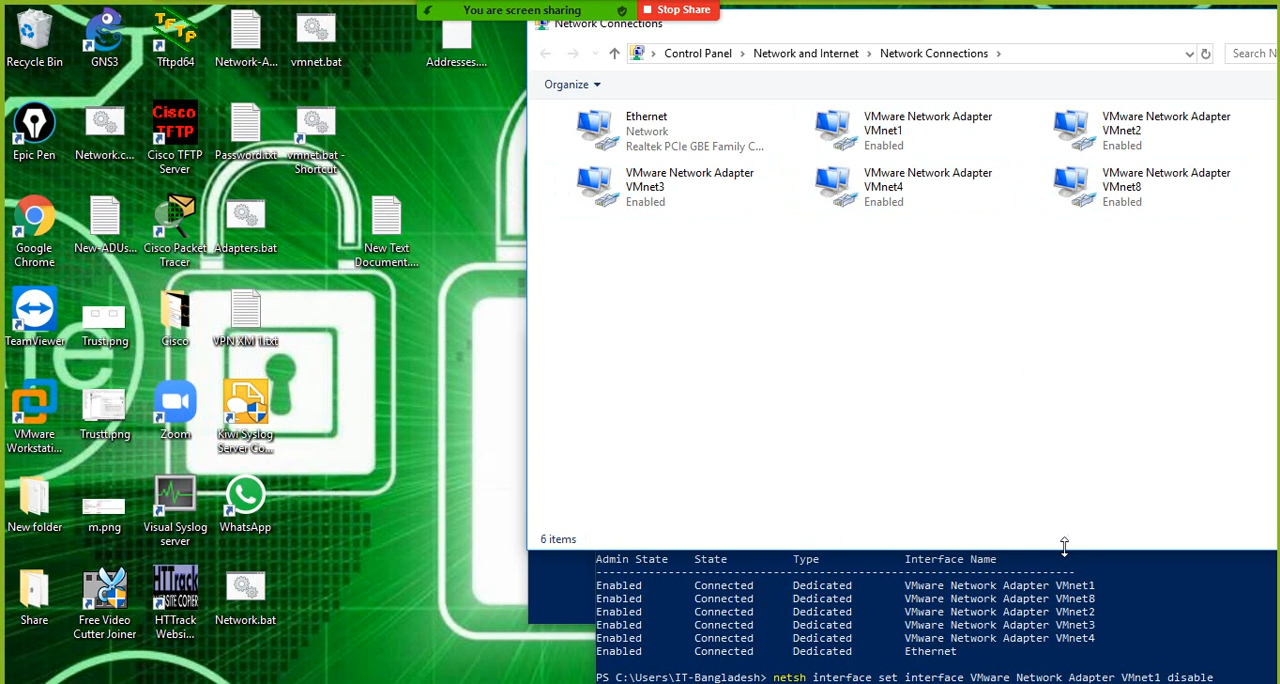 You are screen sharing
Stop Share
Recycle Bin
GNS3
Tftpd64
Network-A...
vmnet.bat
Addresses....
TFTP
Epic Pen
Network.c...
Cisco
TFTP
Cisco TFTP
Server
Password.txt
vmnet.bat -
Shortcut
Google
Chrome
New-ADUs...
Cisco Packet
Tracer
Adapters.bat
New Text
Document....
TeamViewer
Trust.png
Cisco
VPN XM 1.txt
VMware
Workstati...
Trustt.png
Zoom
Kiwi Syslog
Server Co...
New folder
m.png
Visual Syslog
server
WhatsApp
Share
Free Video
Cutter Joiner
HTTrack
WEBSITE COPIER
HTTrack
Websi...
Network.bat
Network Connections
Control Panel > Network and Internet > Network Connections >
Search N
Organize
Ethernet
Network
Realtek PCIe GBE Family C...
VMware Network Adapter
VMnet1
Enabled
VMware Network Adapter
VMnet2
Enabled
VMware Network Adapter
VMnet3
Enabled
VMware Network Adapter
VMnet4
Enabled
VMware Network Adapter
VMnet8
Enabled
6 items
Admin State State Type Interface Name
-------------------------------------------------------------------------
Enabled Connected Dedicated VMware Network Adapter VMnet1
Enabled Connected Dedicated VMware Network Adapter VMnet8
Enabled Connected Dedicated VMware Network Adapter VMnet2
Enabled Connected Dedicated VMware Network Adapter VMnet3
Enabled Connected Dedicated VMware Network Adapter VMnet4
Enabled Connected Dedicated Ethernet
PS C:\Users\IT-Bangladesh> netsh interface set interface VMware Network Adapter VMnet1 disable